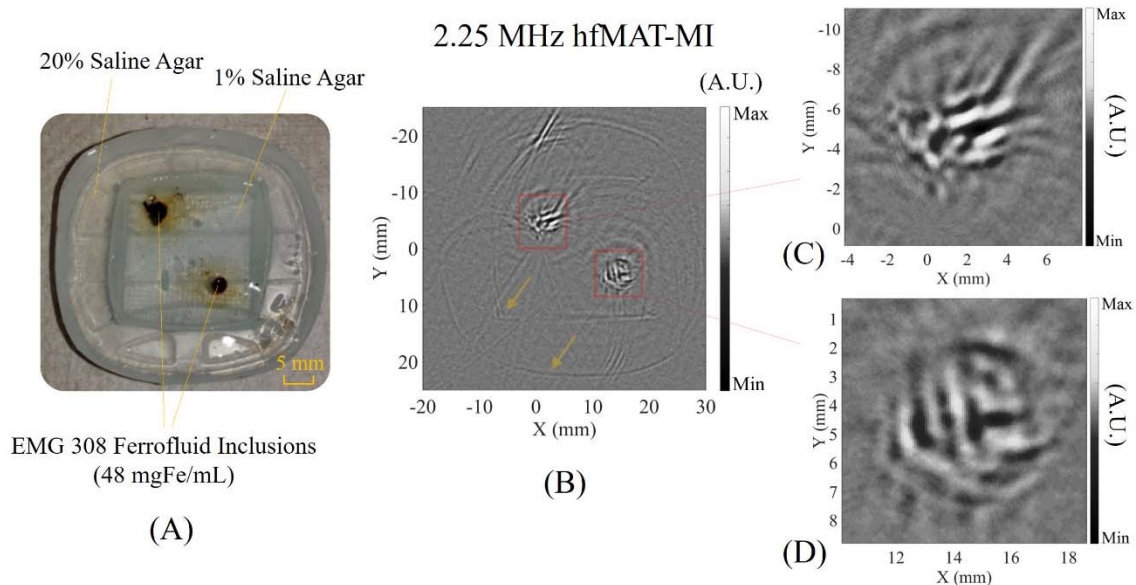 2.25 MHz hfMAT-MI
20% Saline Agar
1% Saline Agar
5 mm
EMG 308 Ferrofluid Inclusions
(48 mgFe/mL)
(A)
(A.U.)
Max
Min
-20
-10
0
10
20
Y (mm)
-20 -10 0 10 20 30
X (mm)
(B)
-10
-8
-6
-4
-2
0
Y (mm)
-4 -2 0 2 4 6
X (mm)
Max
(A.U.)
Min
(C)
1
2
3
4
5
6
7
8
Y (mm)
12 14 16 18
X (mm)
Max
(A.U.)
Min
(D)